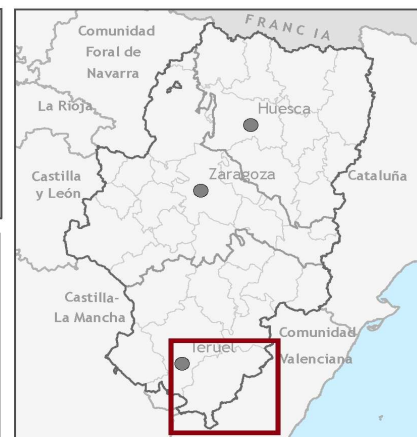 FRANCIA
Comunidad
Foral de
Navarra
La Rioja
Huesca
Castilla
y León
Zaragoza
Cataluña
Castilla-
La Mancha
Teruel
Comunidad
Valenciana